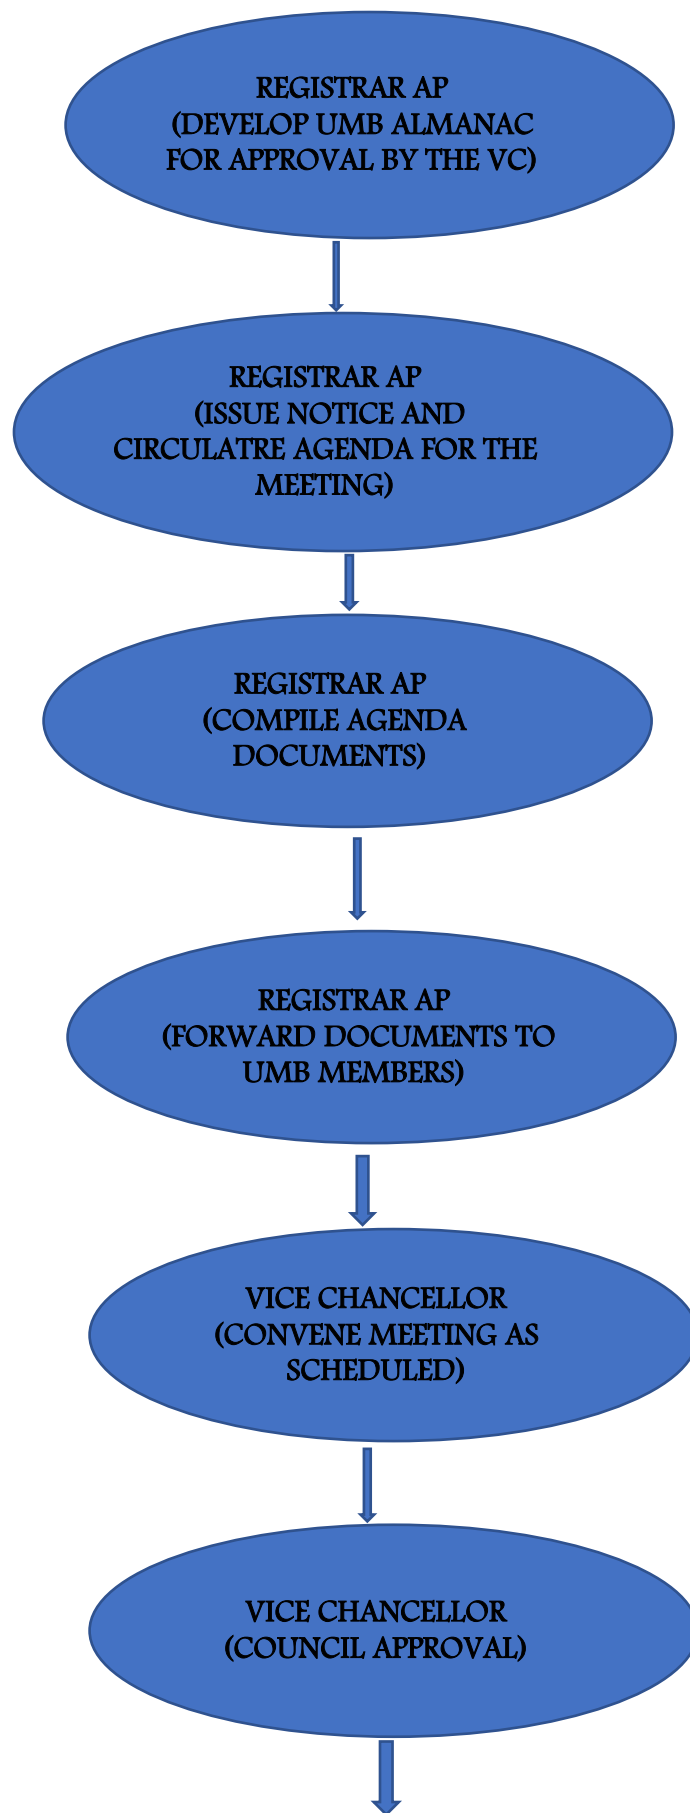 REGISTRAR AP
(DEVELOP UMB ALMANAC
FOR APPROVAL BY THE VC)
REGISTRAR AP
(ISSUE NOTICE AND
CIRCULATRE AGENDA FOR THE
MEETING)
REGISTRAR AP
(COMPILE AGENDA
DOCUMENTS)
REGISTRAR AP
(FORWARD DOCUMENTS TO
UMB MEMBERS)
VICE CHANCELLOR
(CONVENE MEETING AS
SCHEDULED)
VICE CHANCELLOR
(COUNCIL APPROVAL)